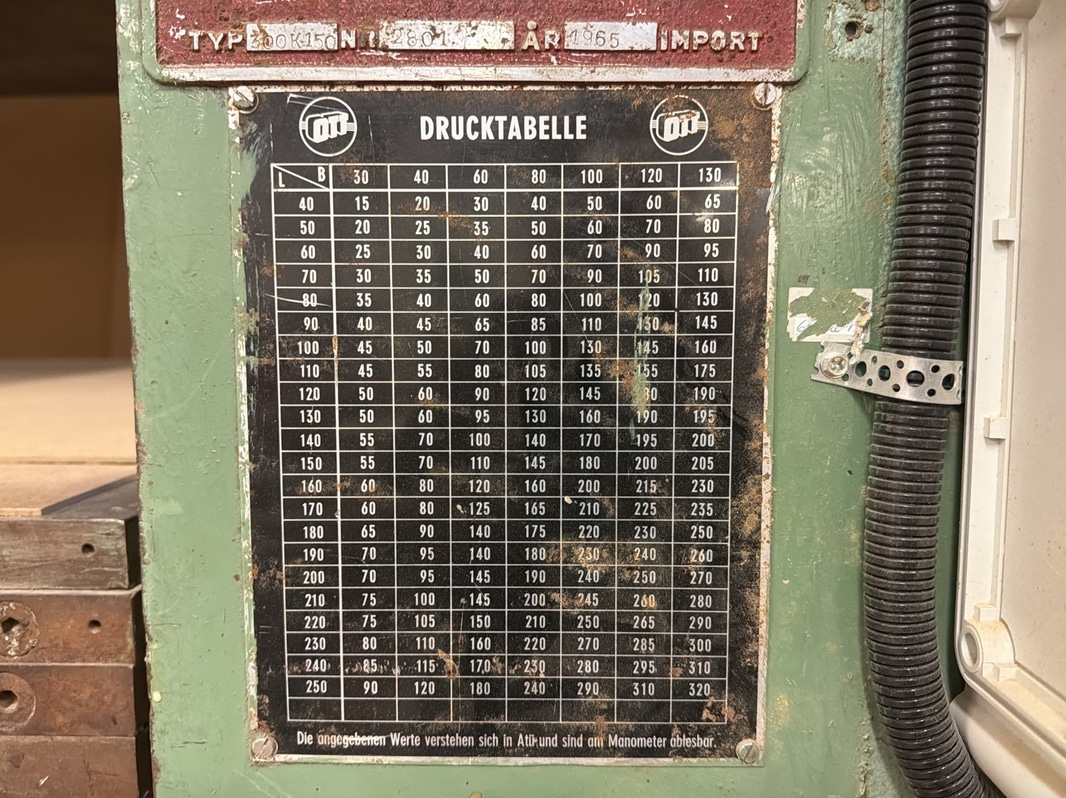 TYP 300K150 NR 2801. ÅR 1965 IMPORT
OTT DRUCKTABELLE OTT
L B 30 40 60 80 100 120 130
40 15 20 30 40 50 60 65
50 20 25 35 50 60 70 80
60 25 30 40 60 70 90 95
70 30 35 50 70 90 105 110
80 35 40 60 80 100 120 130
90 40 45 65 85 110 130 145
100 45 50 70 100 130 145 160
110 45 55 80 105 135 155 175
120 50 60 90 120 145 190
130 50 60 95 130 160 190 195
140 55 70 100 140 170 195 200
150 55 70 110 145 180 200 205
160 60 80 120 160 200 215 230
170 60 80 125 165 210 225 235
180 65 90 140 175 220 230 250
190 70 95 140 180 230 240 260
200 70 95 145 190 240 250 270
210 75 100 145 200 245 260 280
220 75 105 150 210 250 265 290
230 80 110 160 220 270 285 300
240 85 115 170 230 280 295 310
250 90 120 180 240 290 310 320
Die angegebenen Werte verstehen sich in Atü und sind am Manometer ablesbar.